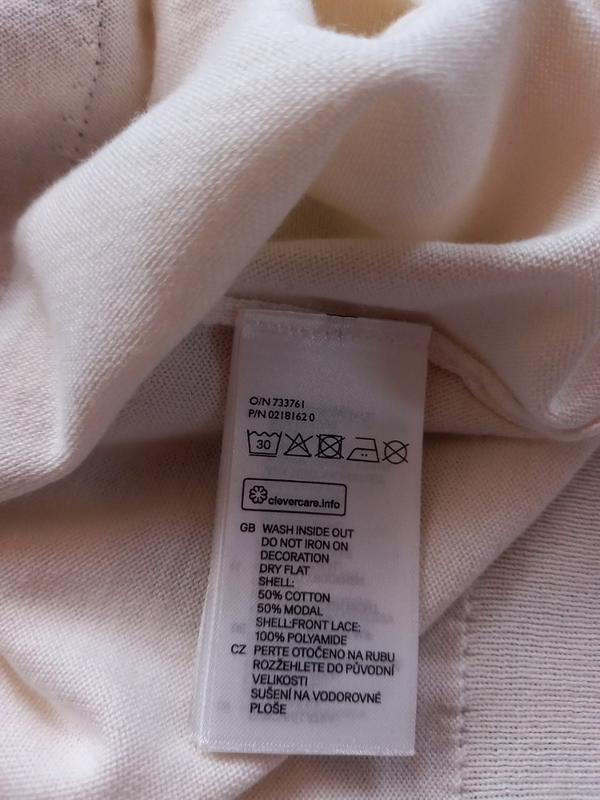 O/N 733761
P/N 0218162 0
30
clevercare.info
GB WASH INSIDE OUT
DO NOT IRON ON
DECORATION
DRY FLAT
SHELL:
50% COTTON
50% MODAL
SHELL:FRONT LACE:
100% POLYAMIDE
CZ PERTE OTOČENO NA RUBU
ROZŽEHLETE DO PŮVODNÍ
VELIKOSTI
SUŠENÍ NA VODOROVNÉ
PLOŠE